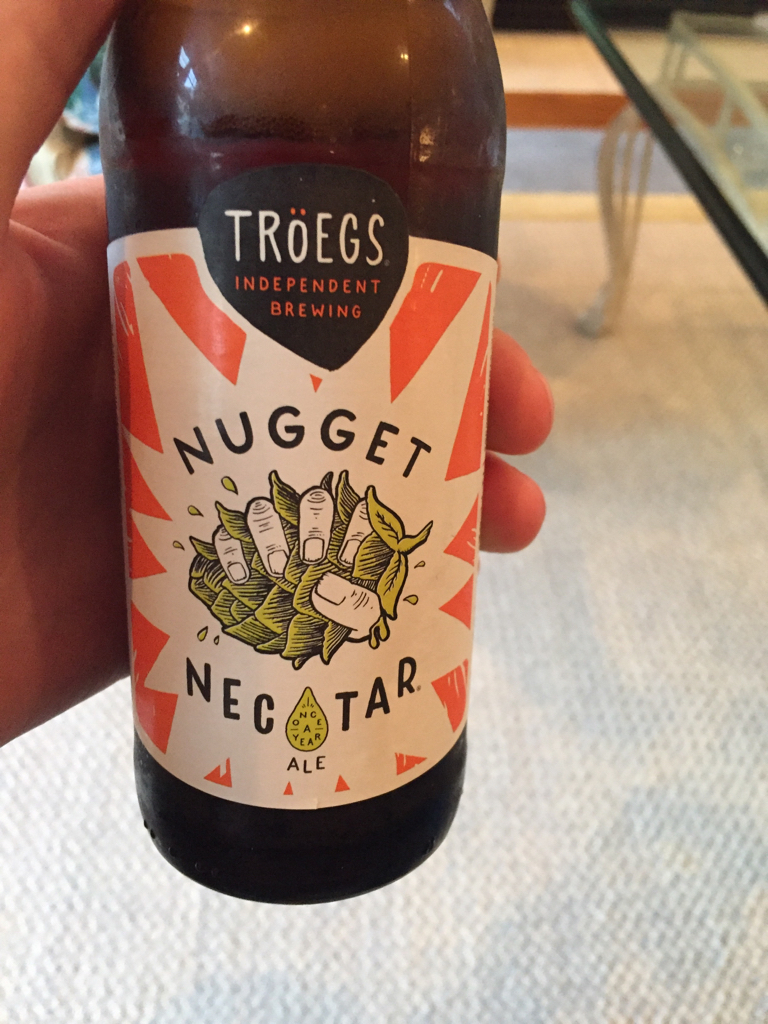 TRÖEGS
INDEPENDENT
BREWING
NUGGET
NECTAR®
ONCE
A
YEAR
ALE